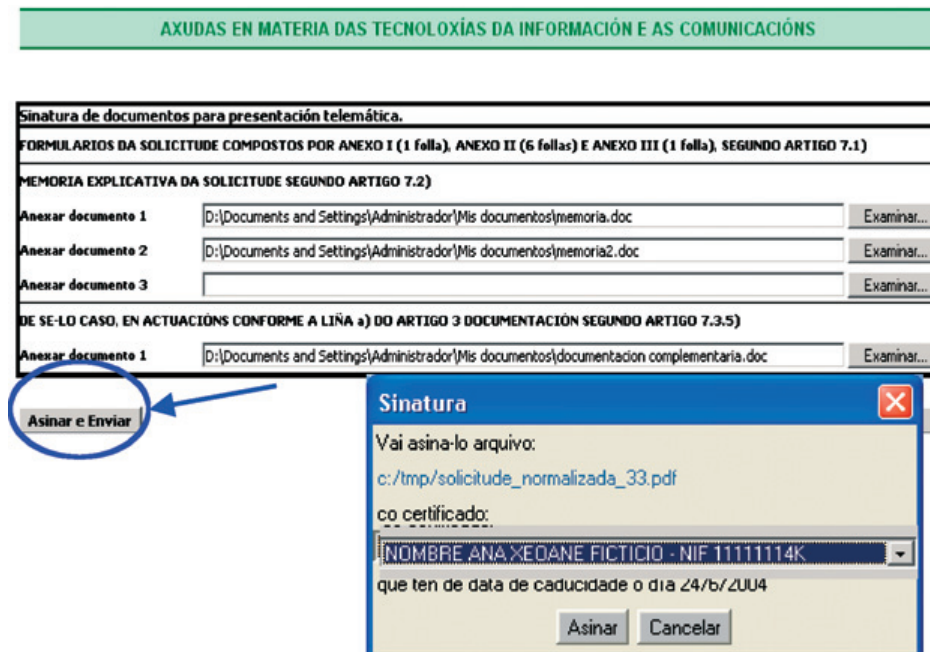 AXUDAS EN MATERIA DAS TECNOLOXÍAS DA INFORMACIÓN E AS COMUNICACIÓNS
Sinatura de documentos para presentación telemática.
FORMULARIOS DA SOLICITUDE COMPOSTOS POR ANEXO I (1 folla), ANEXO II (6 follas) E ANEXO III (1 folla), SEGUNDO ARTIGO 7.1)
MEMORIA EXPLICATIVA DA SOLICITUDE SEGUNDO ARTIGO 7.2)
Anexar documento 1 D:\Documents and Settings\Administrador\Mis documentos\memoria.doc Examinar...
Anexar documento 2 D:\Documents and Settings\Administrador\Mis documentos\memoria2.doc Examinar...
Anexar documento 3 Examinar...
DE SE-LO CASO, EN ACTUACIÓNS CONFORME A LIÑA a) DO ARTIGO 3 DOCUMENTACIÓN SEGUNDO ARTIGO 7.3.5)
Anexar documento 1 D:\Documents and Settings\Administrador\Mis documentos\documentacion complementaria.doc Examinar...
Asinar e Enviar
Sinatura
Vai asina-lo arquivo:
c:/tmp/solicitude_normalizada_33.pdf
co certificado:
NOMBRE ANA XEOANE FICTICIO - NIF 11111114K
que ten de data de caducidade o día 24/6/2004
Asinar Cancelar